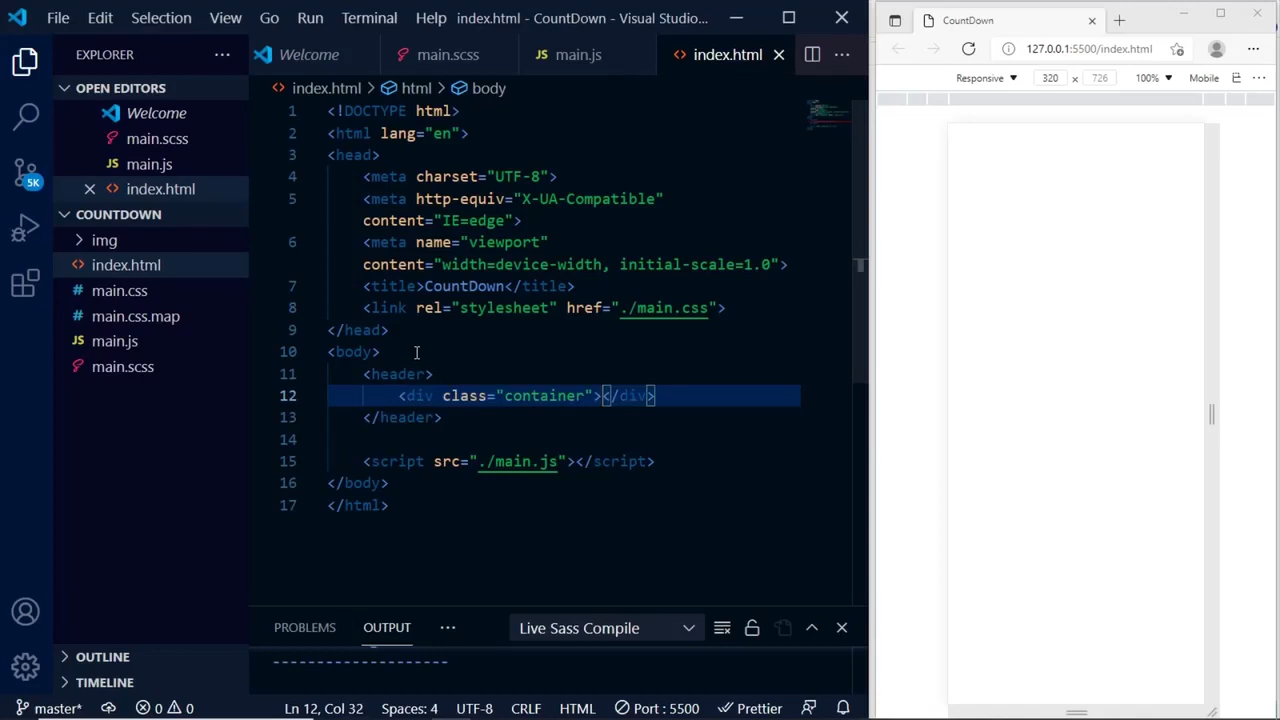 File Edit Selection View Go Run Terminal Help index.html - CountDown - Visual Studio...
EXPLORER
OPEN EDITORS
Welcome
main.scss
main.js
index.html
COUNTDOWN
img
index.html
main.css
main.css.map
main.js
main.scss
OUTLINE
TIMELINE
5K
Welcome main.scss main.js index.html
index.html > html > body
1 <!DOCTYPE html>
2 <html lang="en">
3 <head>
4 <meta charset="UTF-8">
5 <meta http-equiv="X-UA-Compatible"
content="IE=edge">
6 <meta name="viewport"
content="width=device-width, initial-scale=1.0">
7 <title>CountDown</title>
8 <link rel="stylesheet" href="./main.css">
9 </head>
10 <body>
11 <header>
12 <div class="container"></div>
13 </header>
14
15 <script src="./main.js"></script>
16 </body>
17 </html>
PROBLEMS OUTPUT Live Sass Compile
--------------------
master* 0 0 Ln 12, Col 32 Spaces: 4 UTF-8 CRLF HTML Port : 5500 Prettier
CountDown
127.0.0.1:5500/index.html
Responsive 320 x 726 100% Mobile